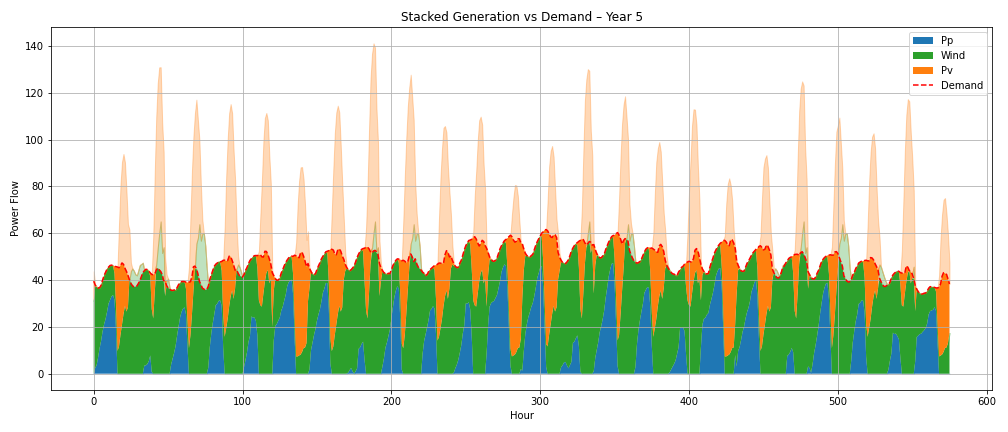 Stacked Generation vs Demand – Year 5
Power Flow
140
120
100
80
60
40
20
0
Pp
Wind
Pv
Demand
0 100 200 300 400 500 600
Hour